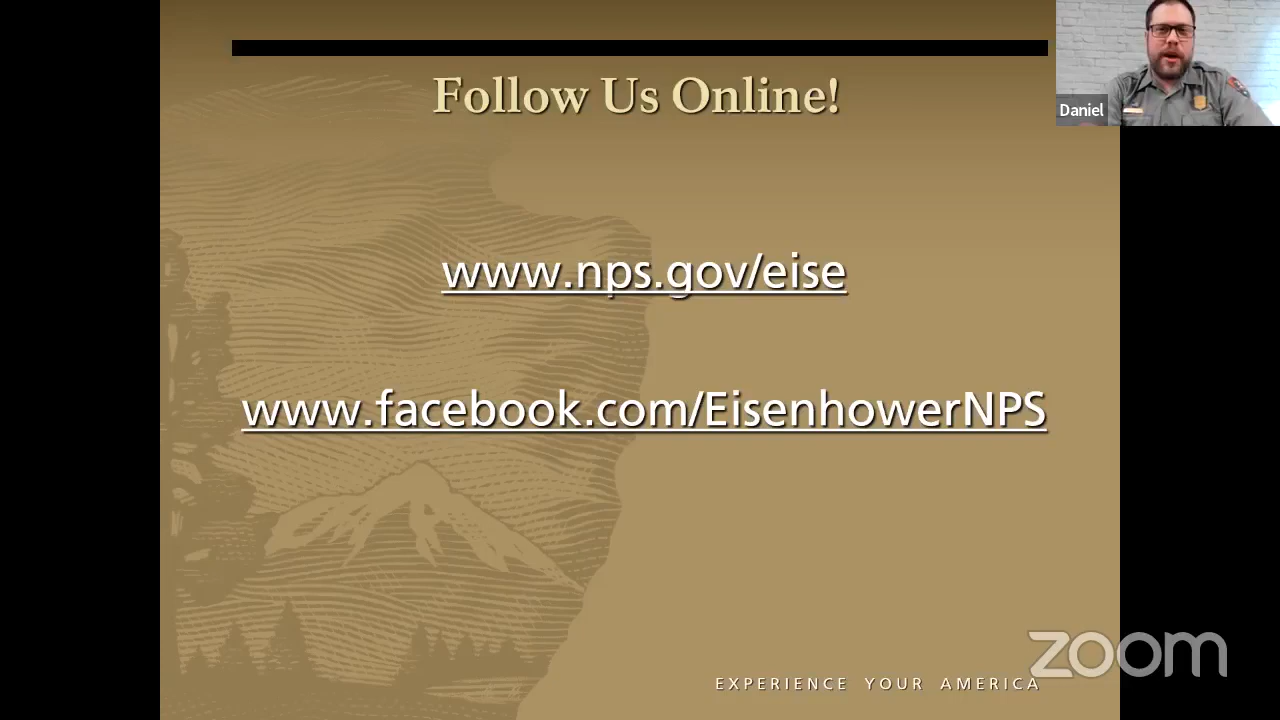 Follow Us Online!
Daniel
www.nps.gov/eise
www.facebook.com/EisenhowerNPS
EXPERIENCE YOUR AMERICA
zoom